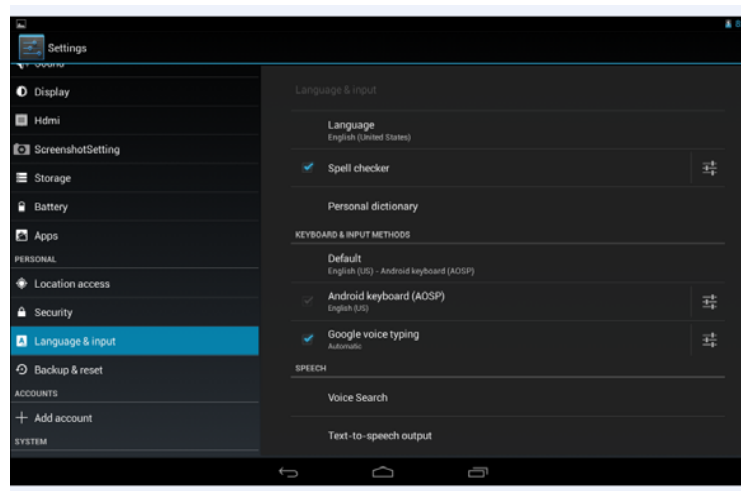 8
Settings
Sound
Display
Hdmi
ScreenshotSetting
Storage
Battery
Apps
PERSONAL
Location access
Security
A Language & input
Backup & reset
ACCOUNTS
Add account
SYSTEM
Language & input
Language
English (United States)
Spell checker
Personal dictionary
KEYBOARD & INPUT METHODS
Default
English (US) - Android keyboard (AOSP)
Android keyboard (AOSP)
English (US)
Google voice typing
Automatic
SPEECH
Voice Search
Text-to-speech output